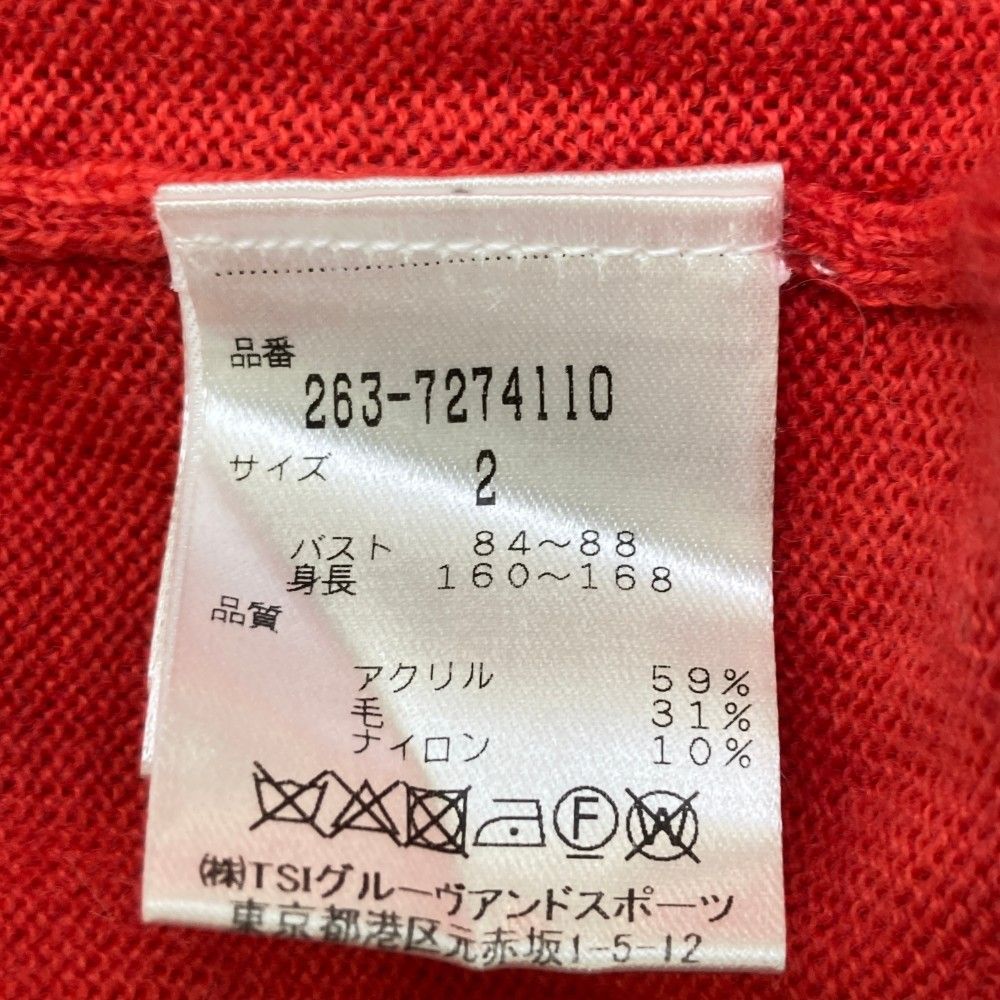 品番
263-7274110
サイズ 2
バスト 84～88
身長 160～168
品質
アクリル 59%
毛 31%
ナイロン 10%
F W
㈱TSIグルーヴアンドスポーツ
東京都港区元赤坂1-5-12